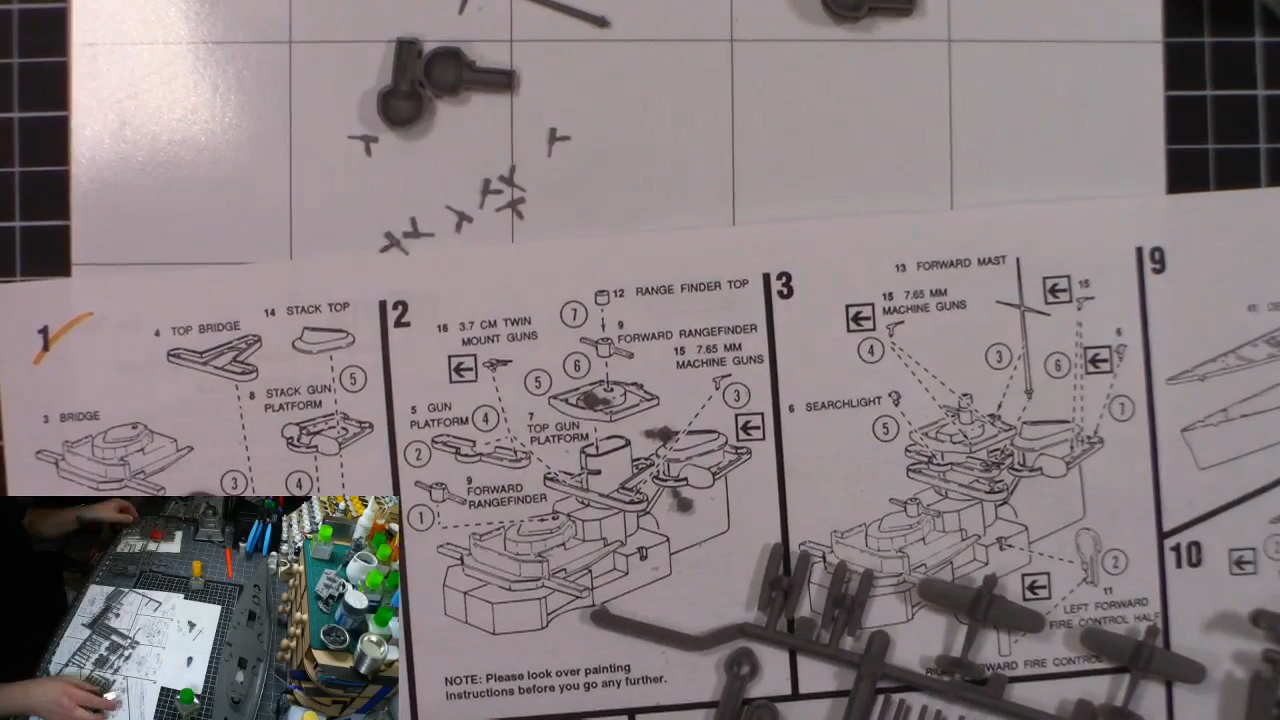 1
4 TOP BRIDGE
14 STACK TOP
5
8 STACK GUN
PLATFORM
3 BRIDGE
3
4
2
12 RANGE FINDER TOP
7
16 3.7 CM TWIN
MOUNT GUNS
9
FORWARD RANGEFINDER
6
15 7.65 MM
MACHINE GUNS
5
3
5 GUN
PLATFORM
4
7
TOP GUN
PLATFORM
2
9
FORWARD
RANGEFINDER
1
NOTE: Please look over painting
instructions before you go any further.
3
13 FORWARD MAST
15 7.65 MM
MACHINE GUNS
15
6
4
3
6
6 SEARCHLIGHT
5
7
2
11
LEFT FORWARD
FIRE CONTROL HALF
FORWARD FIRE CONTROL
9
10